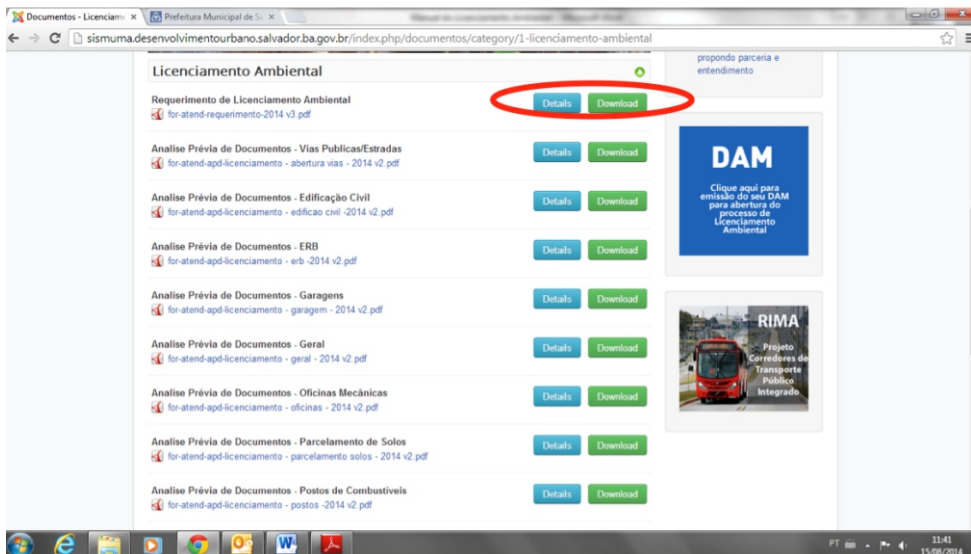 Documentos - Licenciam
Prefeitura Municipal de S
sismuma.desenvolvimentourbano.salvador.ba.gov.br/index.php/documentos/category/1-licenciamento-ambiental
Licenciamento Ambiental
Requerimento de Licenciamento Ambiental
for-atend-requerimento-2014 v3.pdf
Details Download
Analise Prévia de Documentos - Vias Publicas/Estradas
for-atend-apd-licenciamento - abertura vias - 2014 v2.pdf
Details Download
Analise Prévia de Documentos - Edificação Civil
for-atend-apd-licenciamento - edificao civil -2014 v2.pdf
Details Download
Analise Prévia de Documentos - ERB
for-atend-apd-licenciamento - erb -2014 v2.pdf
Details Download
Analise Prévia de Documentos - Garagens
for-atend-apd-licenciamento - garagem - 2014 v2.pdf
Details Download
Analise Prévia de Documentos - Geral
for-atend-apd-licenciamento - geral - 2014 v2.pdf
Details Download
Analise Prévia de Documentos - Oficinas Mecânicas
for-atend-apd-licenciamento - oficinas - 2014 v2.pdf
Details Download
Analise Prévia de Documentos - Parcelamento de Solos
for-atend-apd-licenciamento - parcelamento solos - 2014 v2.pdf
Details Download
Analise Prévia de Documentos - Postos de Combustiveis
for-atend-apd-licenciamento - postos -2014 v2.pdf
Details Download
propondo parceria e
entendimento
DAM
Clique aqui para
emissão do seu DAM
para abertura do
processo de
Licenciamento
Ambiental
RIMA
Projeto
Corredores de
Transporte
Público
Integrado
PT
11:41
15/08/2014